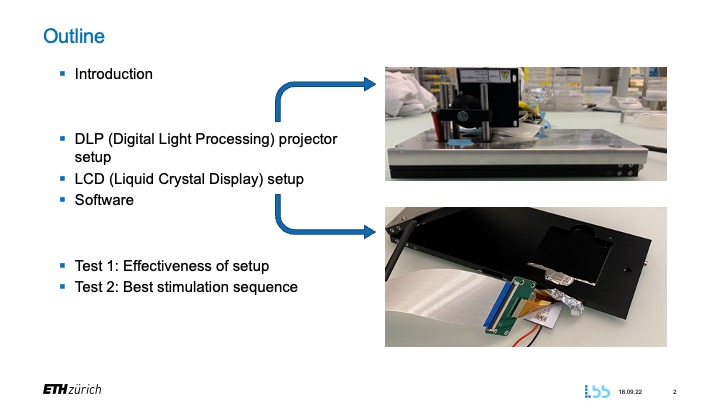 Outline
Introduction
DLP (Digital Light Processing) projector
setup
LCD (Liquid Crystal Display) setup
Software
Test 1: Effectiveness of setup
Test 2: Best stimulation sequence
ETH zürich
LBB
18.09.22
2